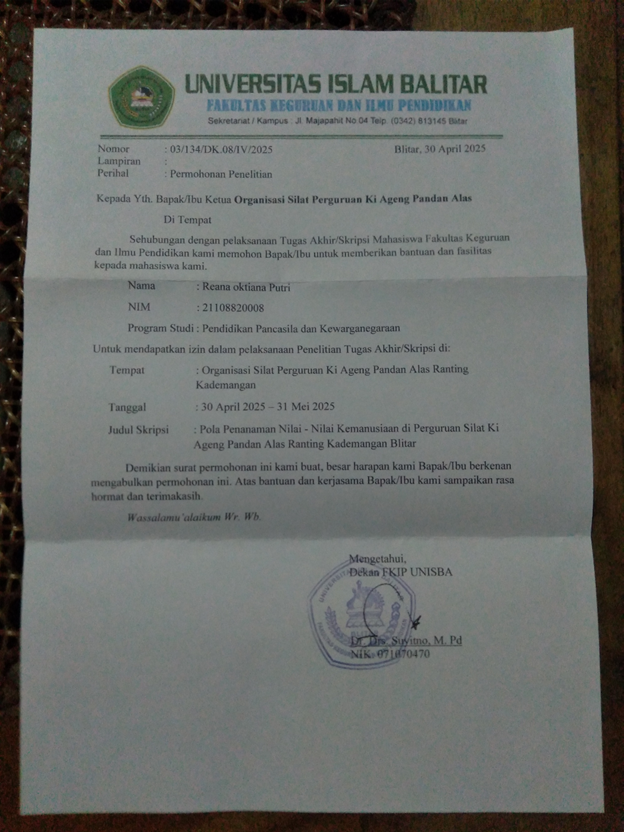 UNIVERSITAS ISLAM BALITAR
FAKULTAS KEGURUAN DAN ILMU PENDIDIKAN
Sekretariat / Kampus : Jl. Majapahit No.04 Telp. (0342) 813145 Blitar
Nomor : 03/134/DK.08/IV/2025 Blitar, 30 April 2025
Lampiran :
Perihal : Permohonan Penelitian
Kepada Yth. Bapak/Ibu Ketua Organisasi Silat Perguruan Ki Ageng Pandan Alas
Di Tempat
Sehubungan dengan pelaksanaan Tugas Akhir/Skripsi Mahasiswa Fakultas Keguruan
dan Ilmu Pendidikan kami memohon Bapak/Ibu untuk memberikan bantuan dan fasilitas
kepada mahasiswa kami.
Nama : Reana oktiana Putri
NIM : 21108820008
Program Studi : Pendidikan Pancasila dan Kewarganegaraan
Untuk mendapatkan izin dalam pelaksanaan Penelitian Tugas Akhir/Skripsi di:
Tempat : Organisasi Silat Perguruan Ki Ageng Pandan Alas Ranting
Kademangan
Tanggal : 30 April 2025 – 31 Mei 2025
Judul Skripsi : Pola Penanaman Nilai - Nilai Kemanusiaan di Perguruan Silat Ki
Ageng Pandan Alas Ranting Kademangan Blitar
Demikian surat permohonan ini kami buat, besar harapan kami Bapak/Ibu berkenan
mengabulkan permohonan ini. Atas bantuan dan kerjasama Bapak/Ibu kami sampaikan rasa
hormat dan terimakasih.
Wassalamu'alaikum Wr. Wb.
Mengetahui,
Dekan FKIP UNISBA
Dr. Drs. Suyitno, M. Pd
NIK. 971070470